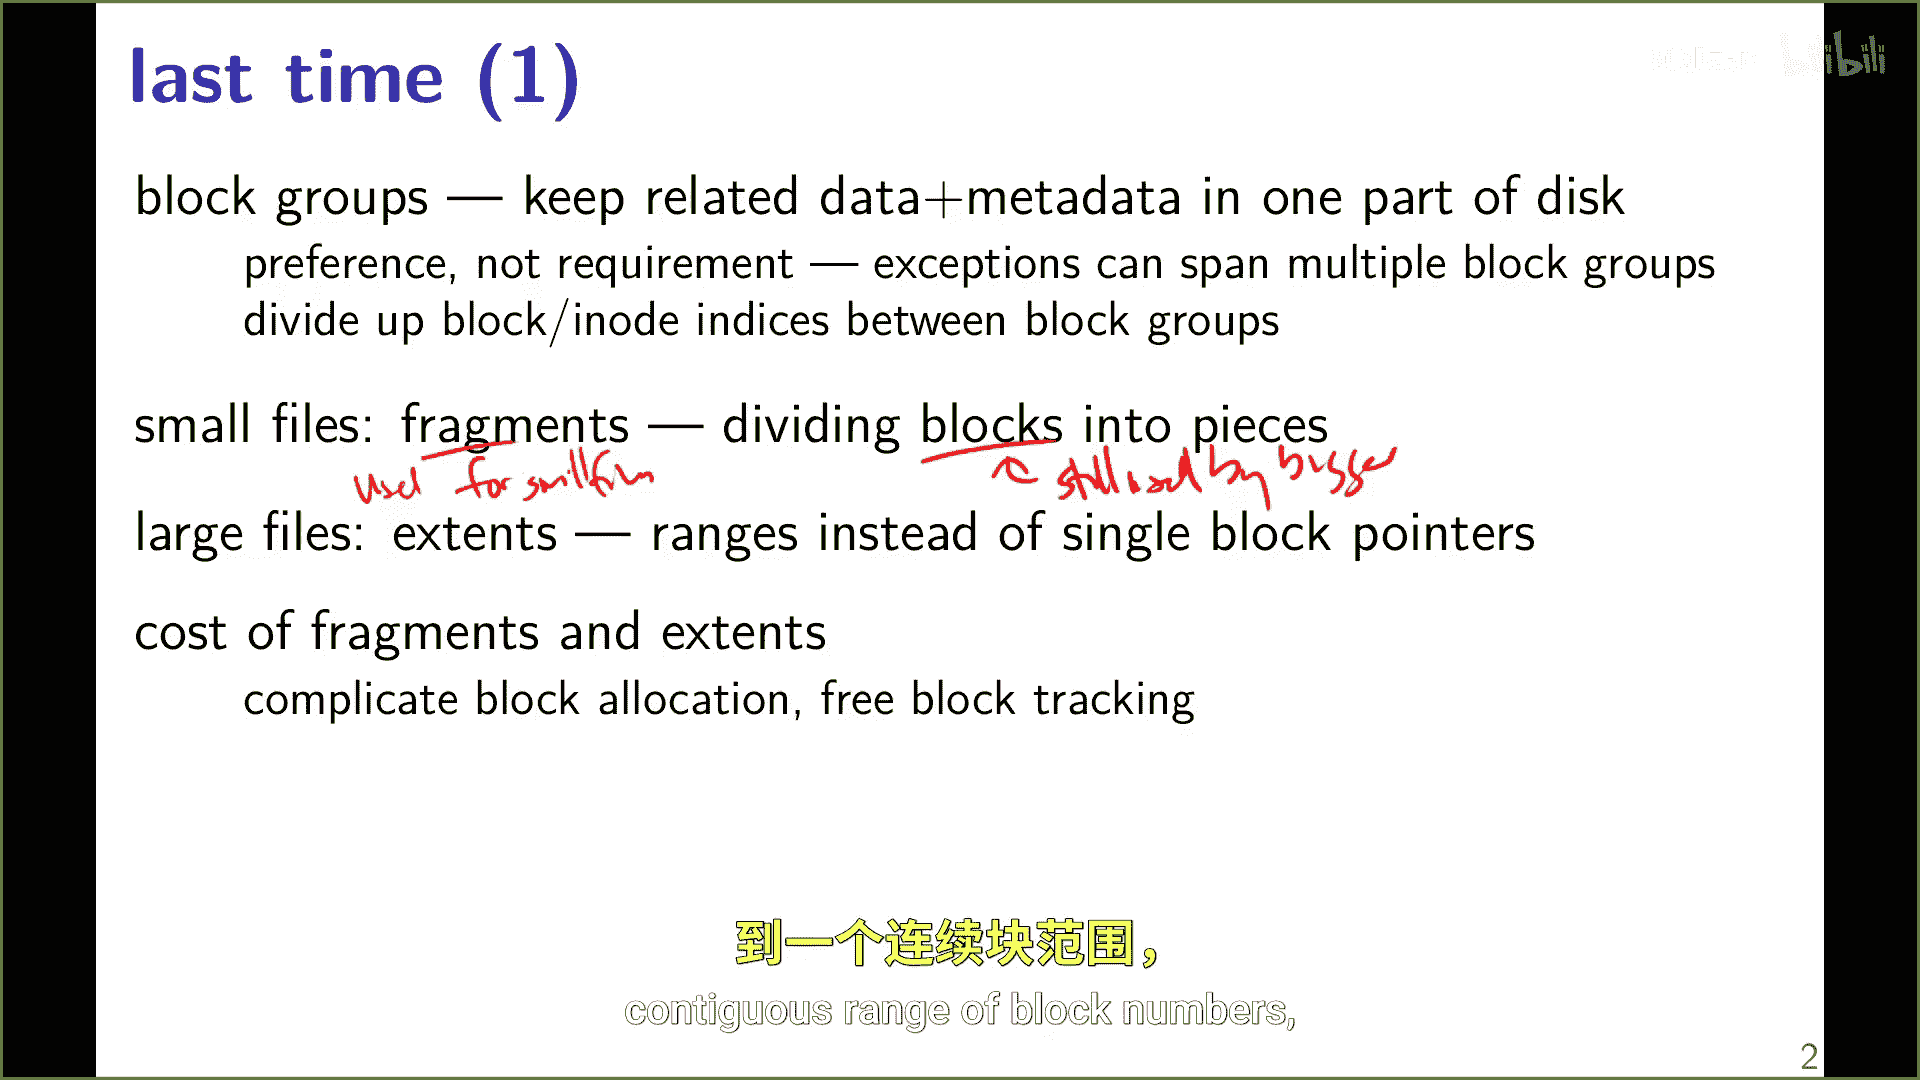 last time (1)
block groups — keep related data+metadata in one part of disk
preference, not requirement — exceptions can span multiple block groups
divide up block/inode indices between block groups
small files: fragments — dividing blocks into pieces
used for small files
still used by bigger
large files: extents — ranges instead of single block pointers
cost of fragments and extents
complicate block allocation, free block tracking
到一个连续块范围，
contiguous range of block numbers,
2